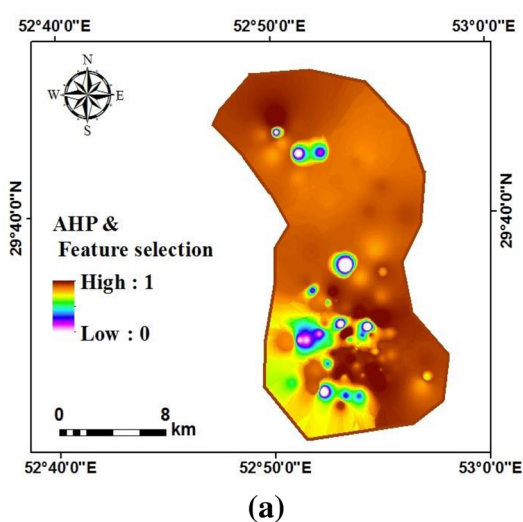 52°40'0"E 52°50'0"E 53°0'0"E
N
W E
S
29°40'0"N 29°40'0"N
AHP &
Feature selection
High : 1
Low : 0
0 8
km
52°40'0"E 52°50'0"E 53°0'0"E
(a)